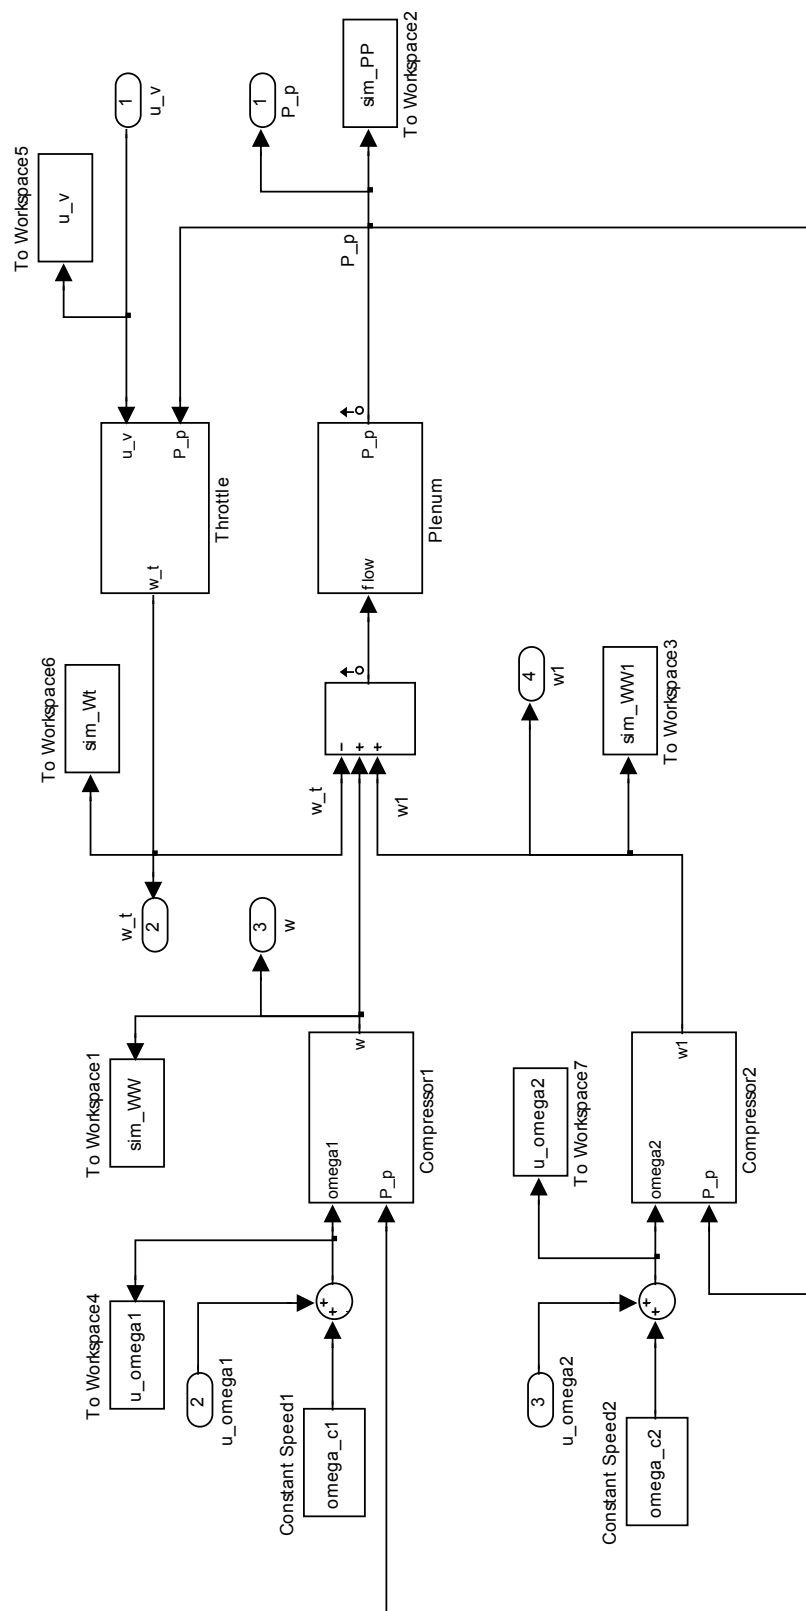 Constant Speed1
omega_c1
2
u_omega1
To Workspace4
u_omega1
+
+
omega1
P_p
w
Compressor1
To Workspace1
sim_WW
3
w
w_t
2
To Workspace6
sim_Wt
w_t
w1
−
+
+
w_t
u_v
P_p
Throttle
To Workspace5
u_v
1
u_v
flow
P_p
Plenum
P_p
1
P_p
sim_PP
To Workspace2
Constant Speed2
omega_c2
3
u_omega2
+
+
u_omega2
To Workspace7
omega2
P_p
w1
Compressor2
4
w1
sim_WW1
To Workspace3